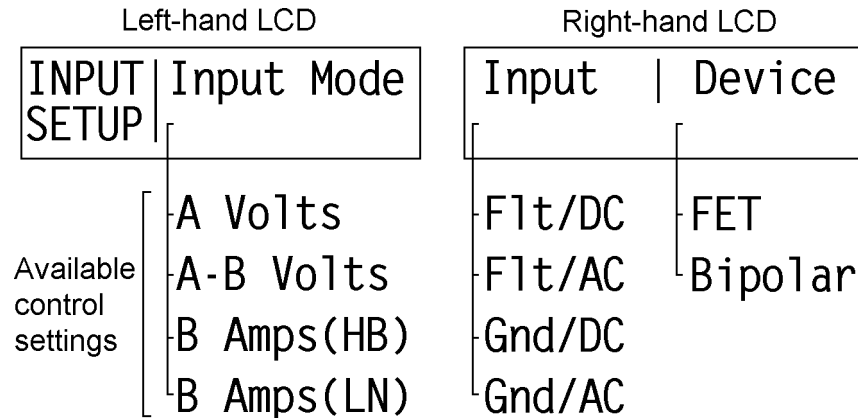 Left-hand LCD
Right-hand LCD
INPUT | Input Mode
SETUP
Input | Device
A Volts
A-B Volts
B Amps(HB)
B Amps(LN)
Available
control
settings
Flt/DC
Flt/AC
Gnd/DC
Gnd/AC
FET
Bipolar